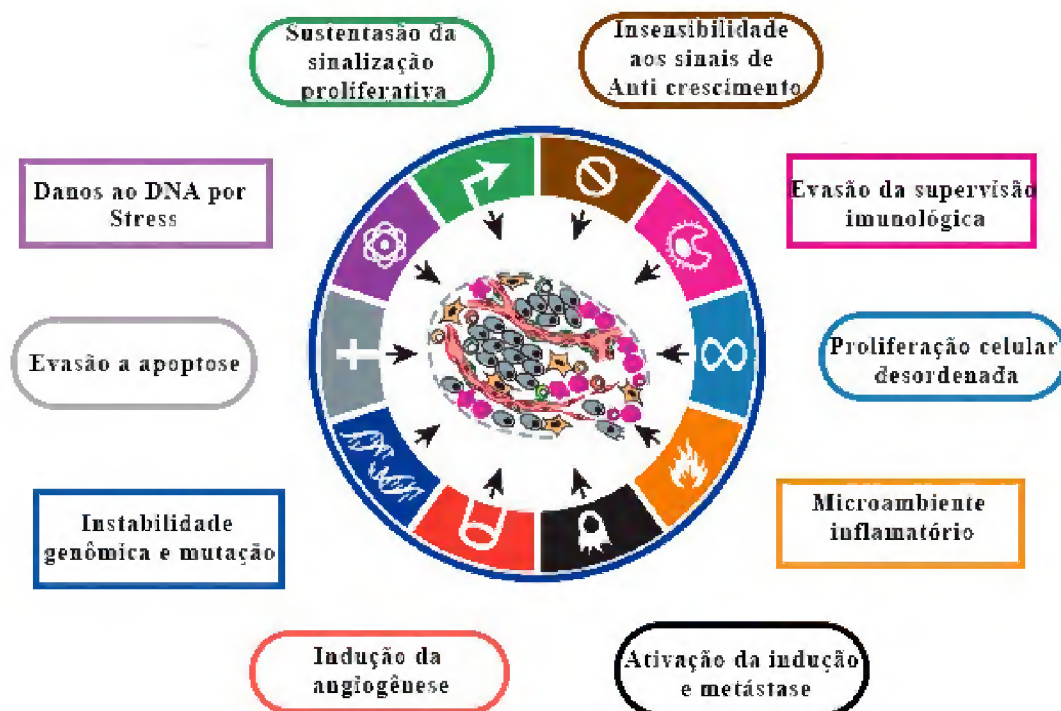 Sustentasão da
sinalização
proliferativa
Insensibilidade
aos sinais de
Anti crescimento
Danos ao DNA por
Stress
Evasão da supervisão
imunológica
Evasão a apoptose
Proliferação celular
desordenada
Instabilidade
genômica e mutação
Microambiente
inflamatório
Indução da
angiogênese
Ativação da indução
e metástase